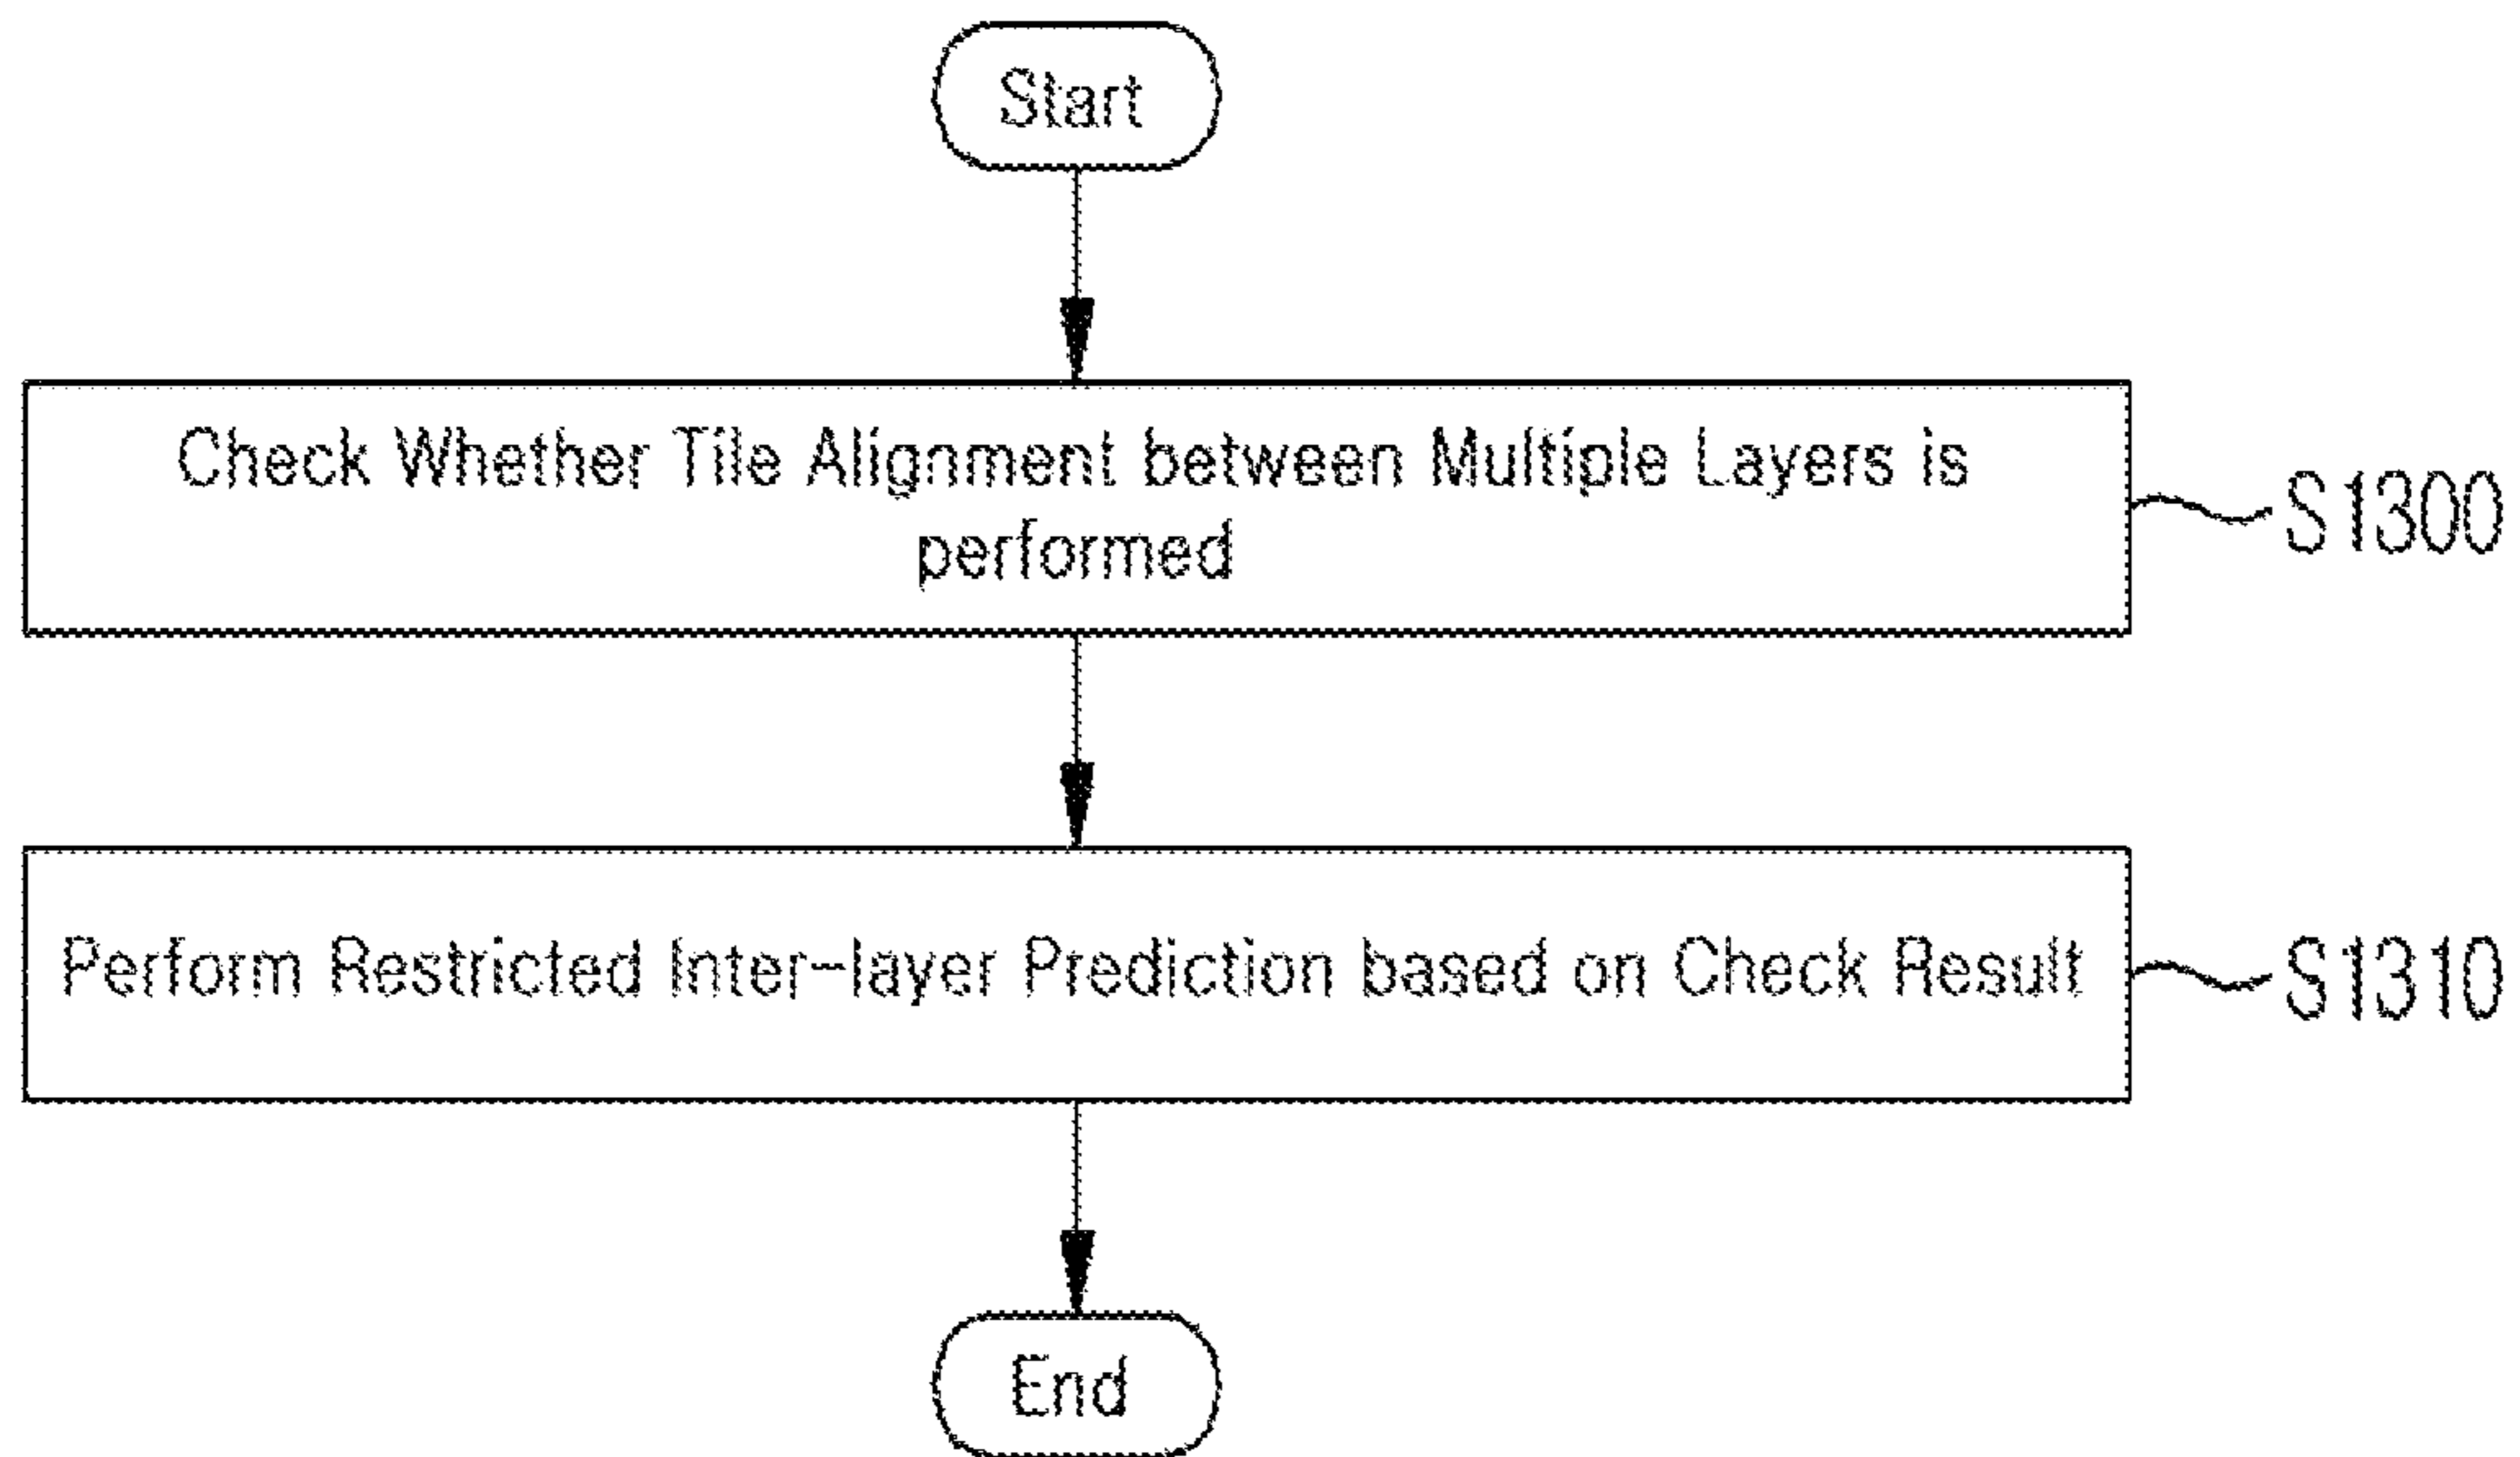 Start
Check Whether Tile Alignment between Multiple Layers is
performed
S1300
Perform Restricted Inter-layer Prediction based on Check Result
S1310
End